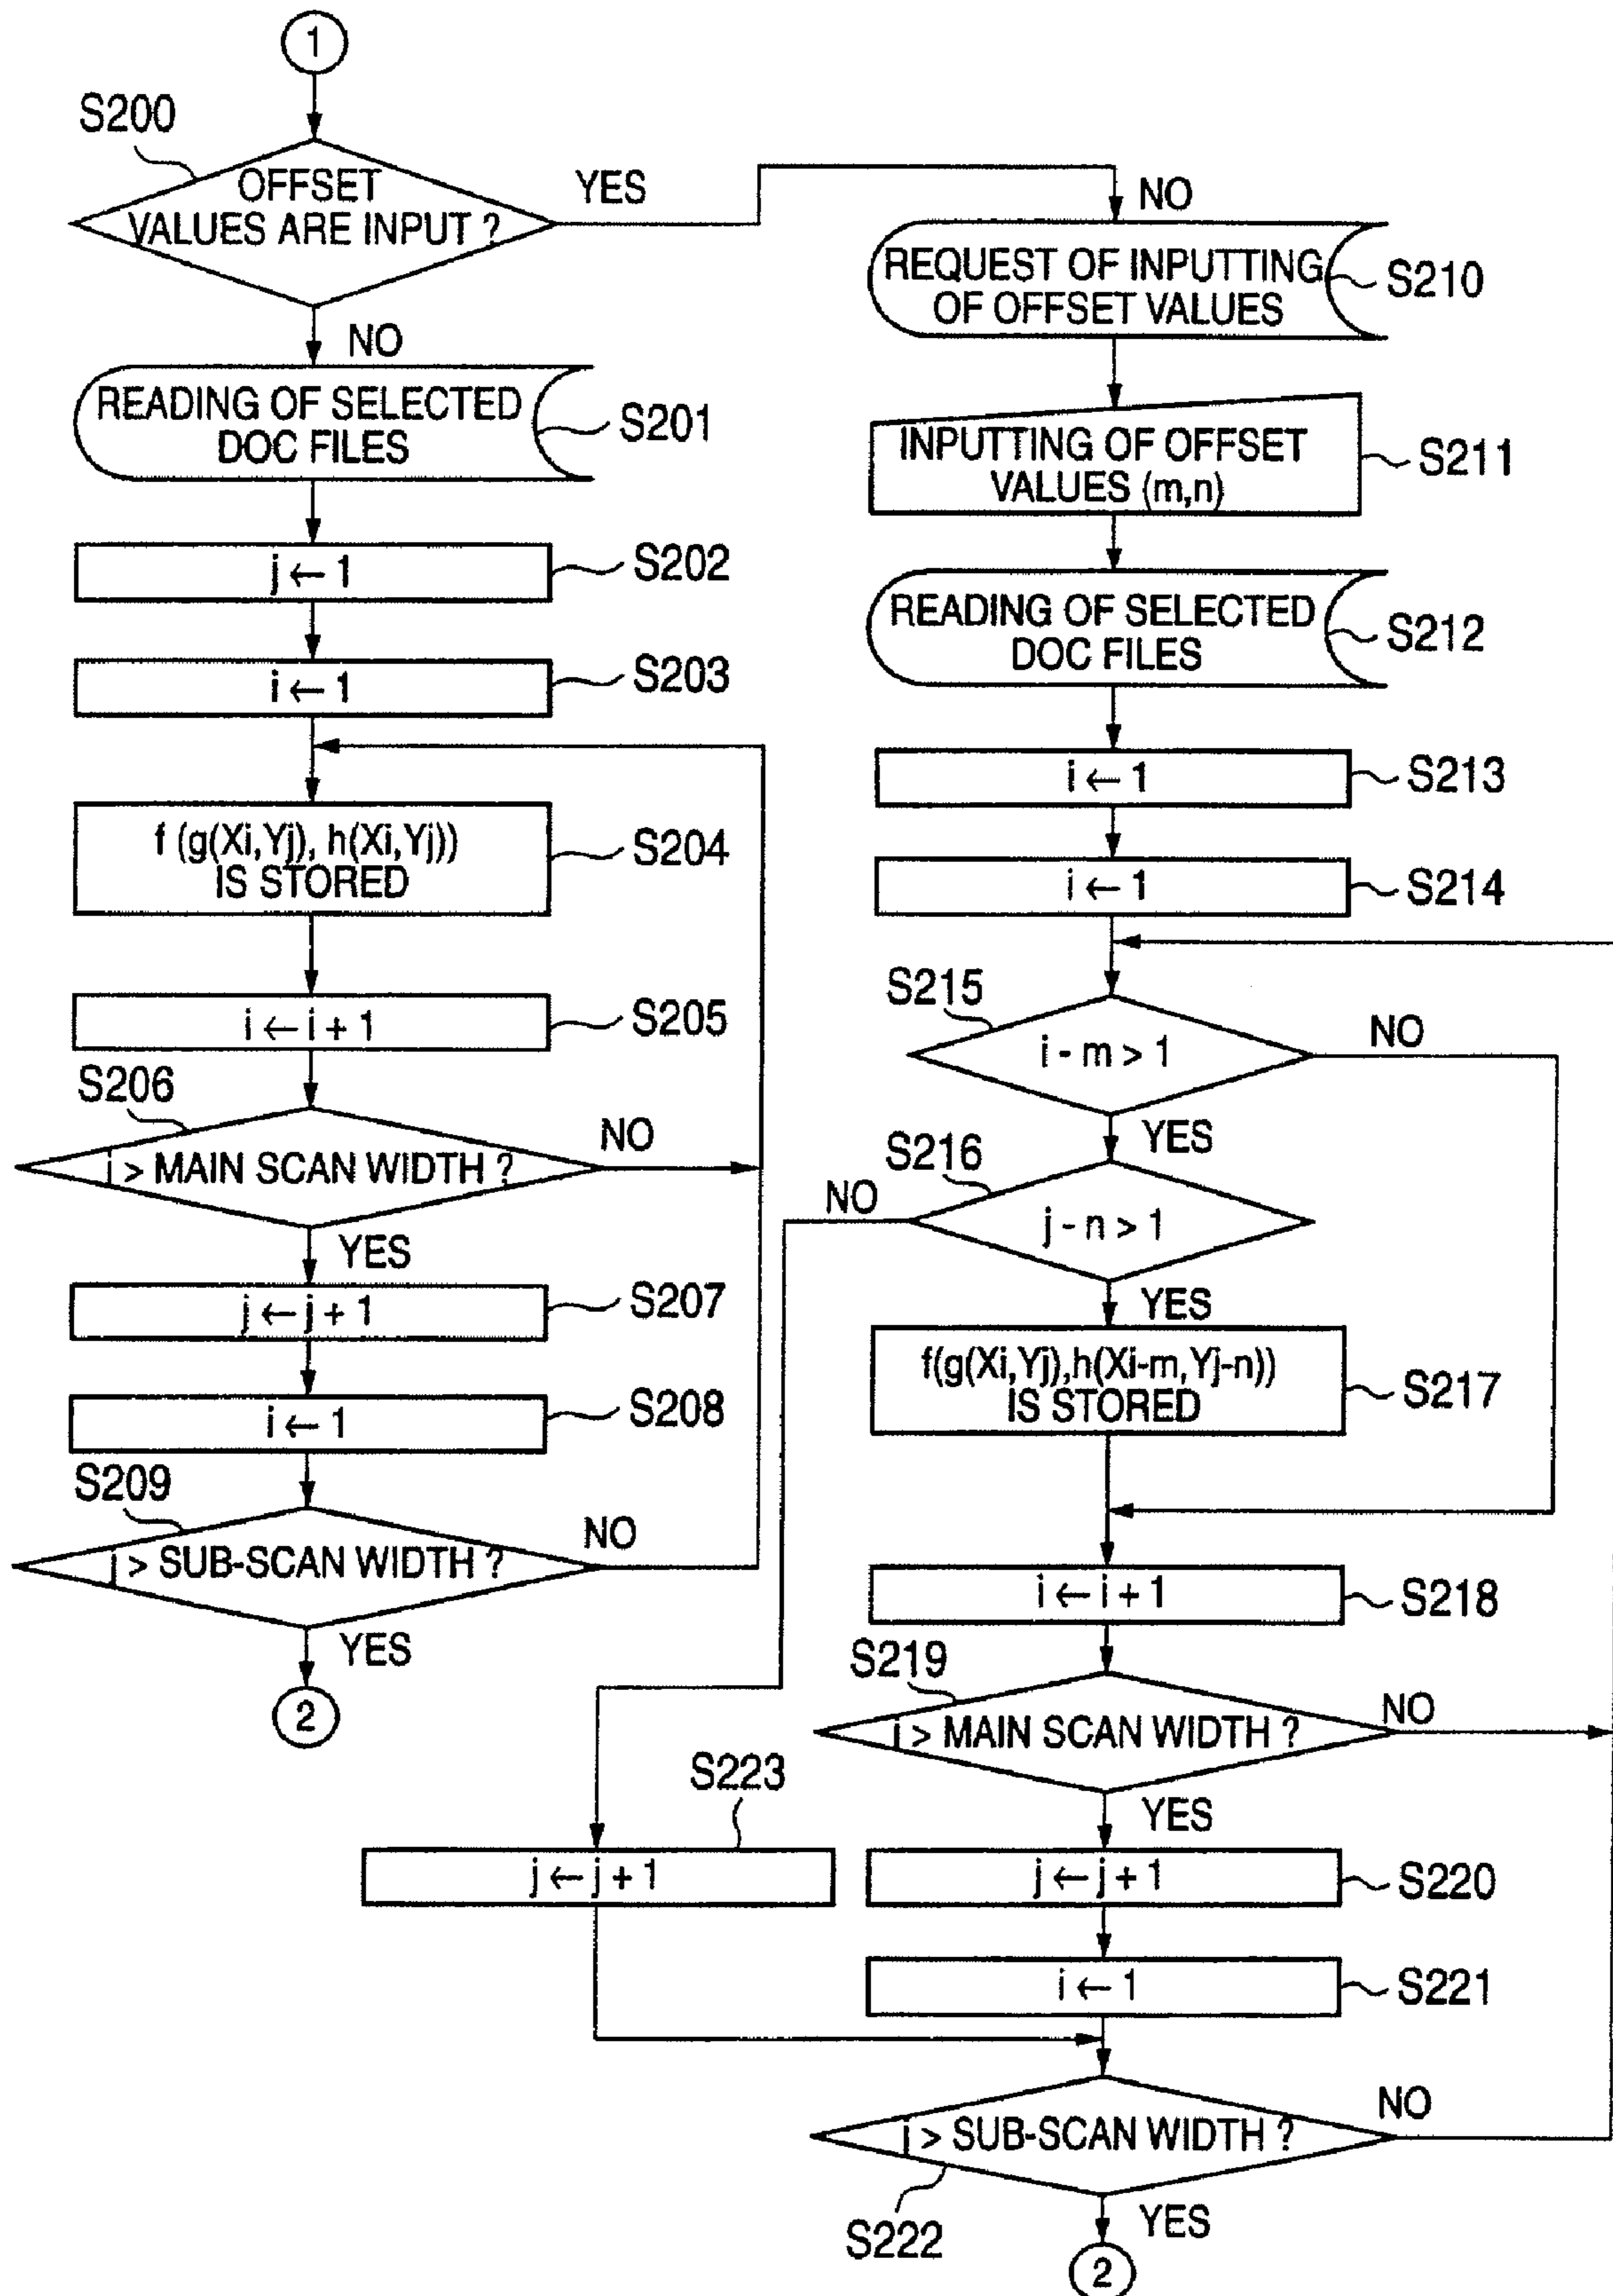 1
S200
OFFSET
VALUES ARE INPUT ?
YES
NO
READING OF SELECTED
DOC FILES
S201
j ← 1
S202
i ← 1
S203
f (g(Xi,Yj), h(Xi,Yj))
IS STORED
S204
i ← i + 1
S205
S206
i > MAIN SCAN WIDTH ?
NO
YES
j ← j + 1
S207
i ← 1
S208
S209
j > SUB-SCAN WIDTH ?
NO
YES
2
NO
REQUEST OF INPUTTING
OF OFFSET VALUES
S210
INPUTTING OF OFFSET
VALUES (m,n)
S211
READING OF SELECTED
DOC FILES
S212
i ← 1
S213
i ← 1
S214
S215
i - m > 1
NO
YES
S216
NO
j - n > 1
YES
f(g(Xi,Yj),h(Xi-m,Yj-n))
IS STORED
S217
i ← i + 1
S218
S219
i > MAIN SCAN WIDTH ?
NO
YES
S223
j ← j + 1
j ← j + 1
S220
i ← 1
S221
j > SUB-SCAN WIDTH ?
NO
S222
YES
2